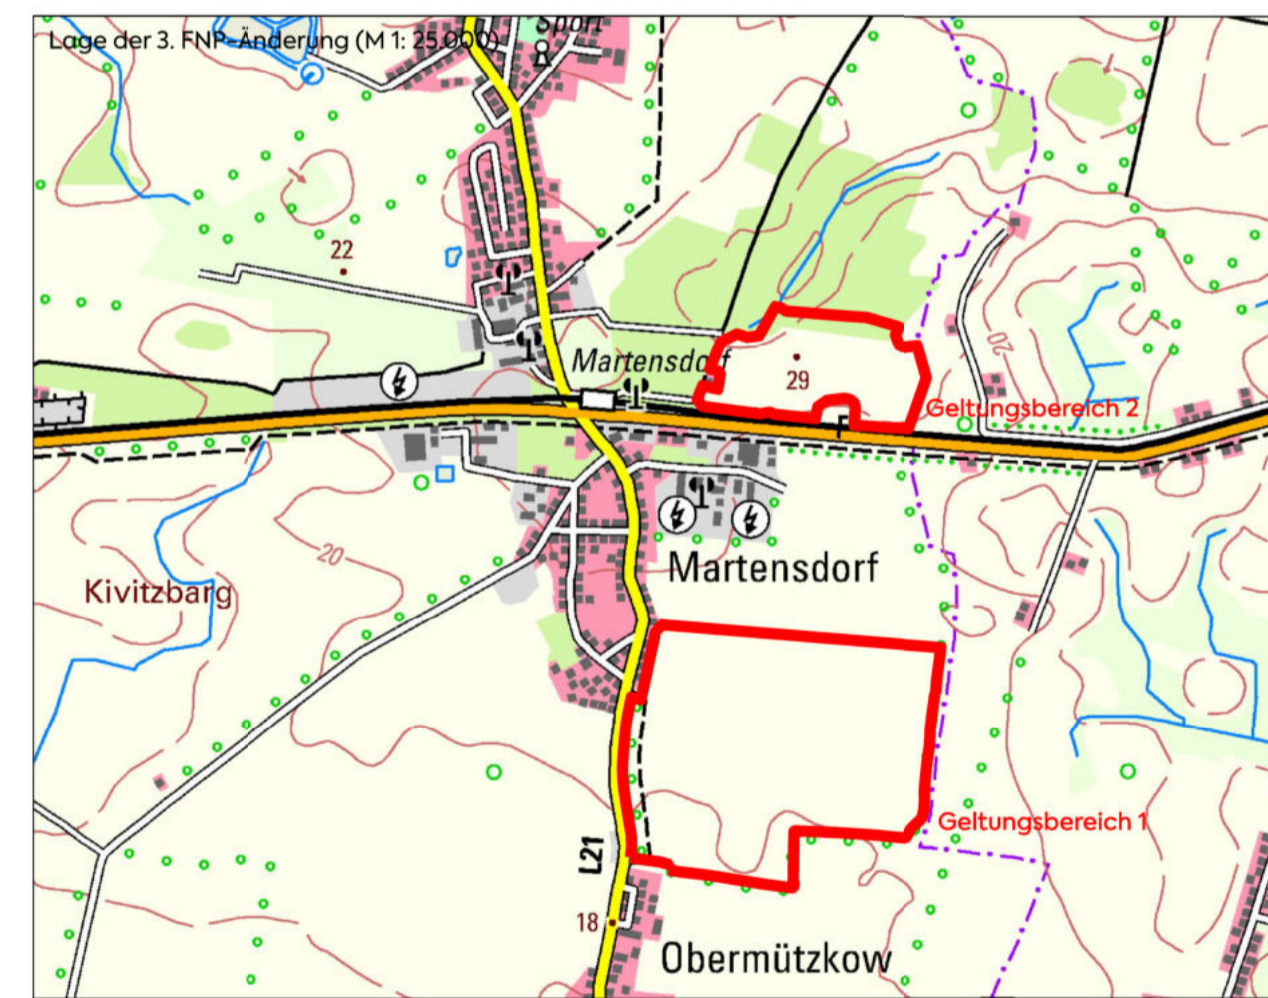 Sport
Lage der 3. FNP-Änderung (M 1: 25.000)
22
Martensdorf
29
20
Geltungsbereich 2
20
Martensdorf
Kivitzbarg
Geltungsbereich 1
L21
18
Obermützkow